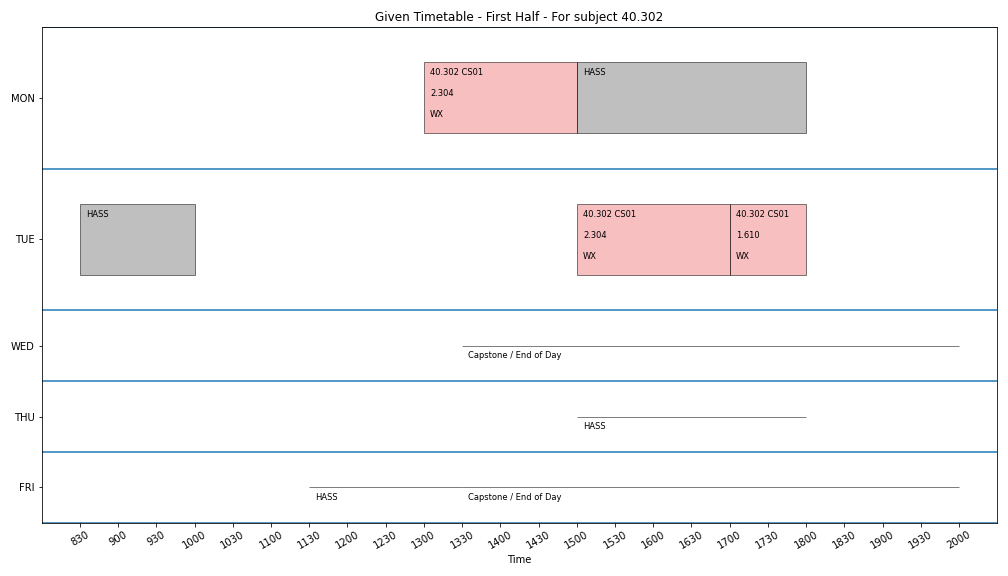 Given Timetable - First Half - For subject 40.302
MON
40.302 CS01
2.304
WX
HASS
TUE
HASS
40.302 CS01
2.304
WX
40.302 CS01
1.610
WX
WED
Capstone / End of Day
THU
HASS
FRI
HASS
Capstone / End of Day
830 900 930 1000 1030 1100 1130 1200 1230 1300 1330 1400 1430 1500 1600 1630 1700 1730 1800 1830 1900 1930 2000
Time